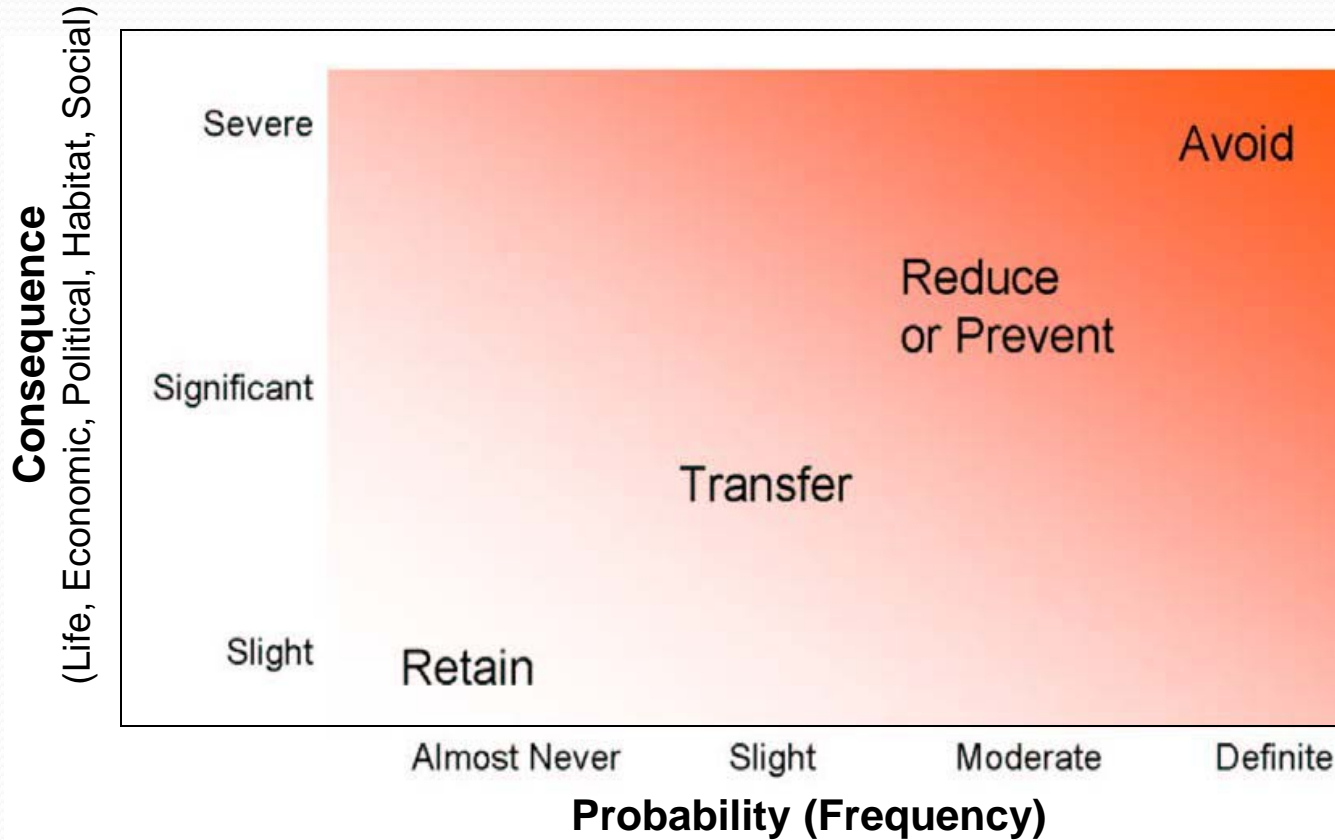 Consequence
(Life, Economic, Political, Habitat, Social)
Severe
Significant
Slight
Avoid
Reduce
or Prevent
Transfer
Retain
Almost Never
Slight
Moderate
Definite
Probability (Frequency)